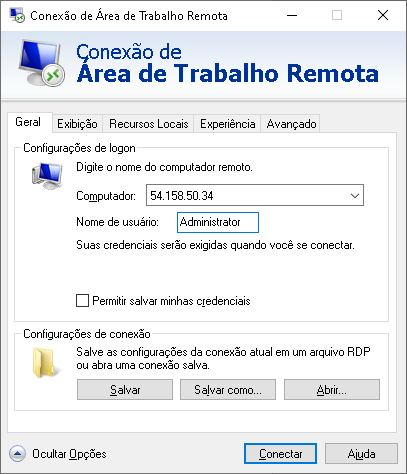 Conexão de Área de Trabalho Remota
Conexão de
Área de Trabalho Remota
Geral Exibição Recursos Locais Experiência Avançado
Configurações de logon
Digite o nome do computador remoto.
Computador: 54.158.50.34
Nome de usuário: Administrator
Suas credenciais serão exigidas quando você se conectar.
Permitir salvar minhas credenciais
Configurações de conexão
Salve as configurações da conexão atual em um arquivo RDP
ou abra uma conexão salva.
Salvar Salvar como... Abrir...
Ocultar Opções Conectar Ajuda